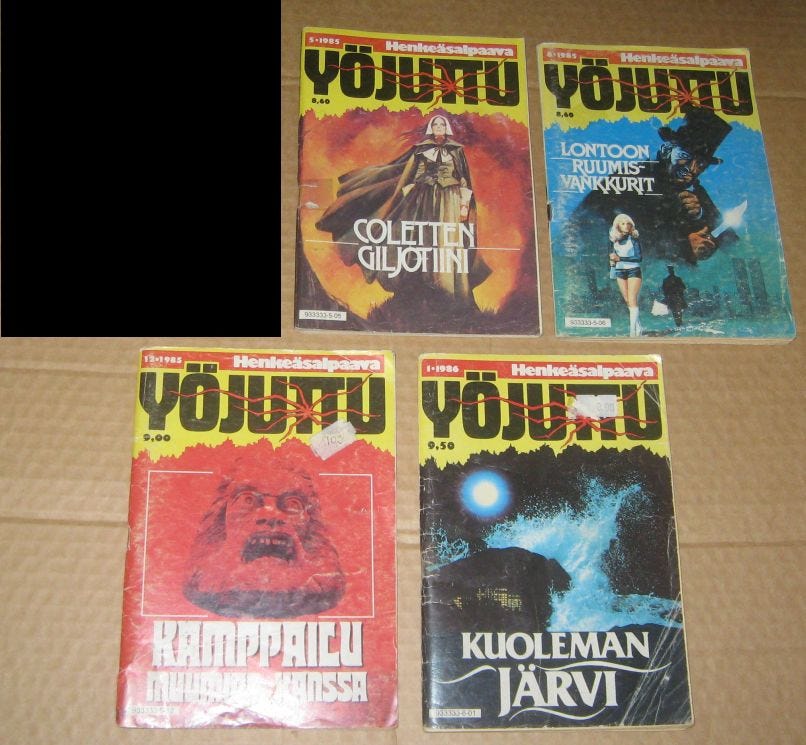 5•1985 Henkeäsalpaava
YÖJUTTU
8,60
COLETTEN
GILJOTIINI
933333-5-05
6•1985 Henkeäsalpaava
YÖJUTTU
8,60
LONTOON
RUUMIS-
VANKKURIT
933333-5-06
12•1985 Henkeäsalpaava
YÖJUTTU
9,00
KAMPPAILU
MUUMION KANSSA
1•1986 Henkeäsalpaava
YÖJUTTU
9,50
KUOLEMAN
JÄRVI
933333-6-01